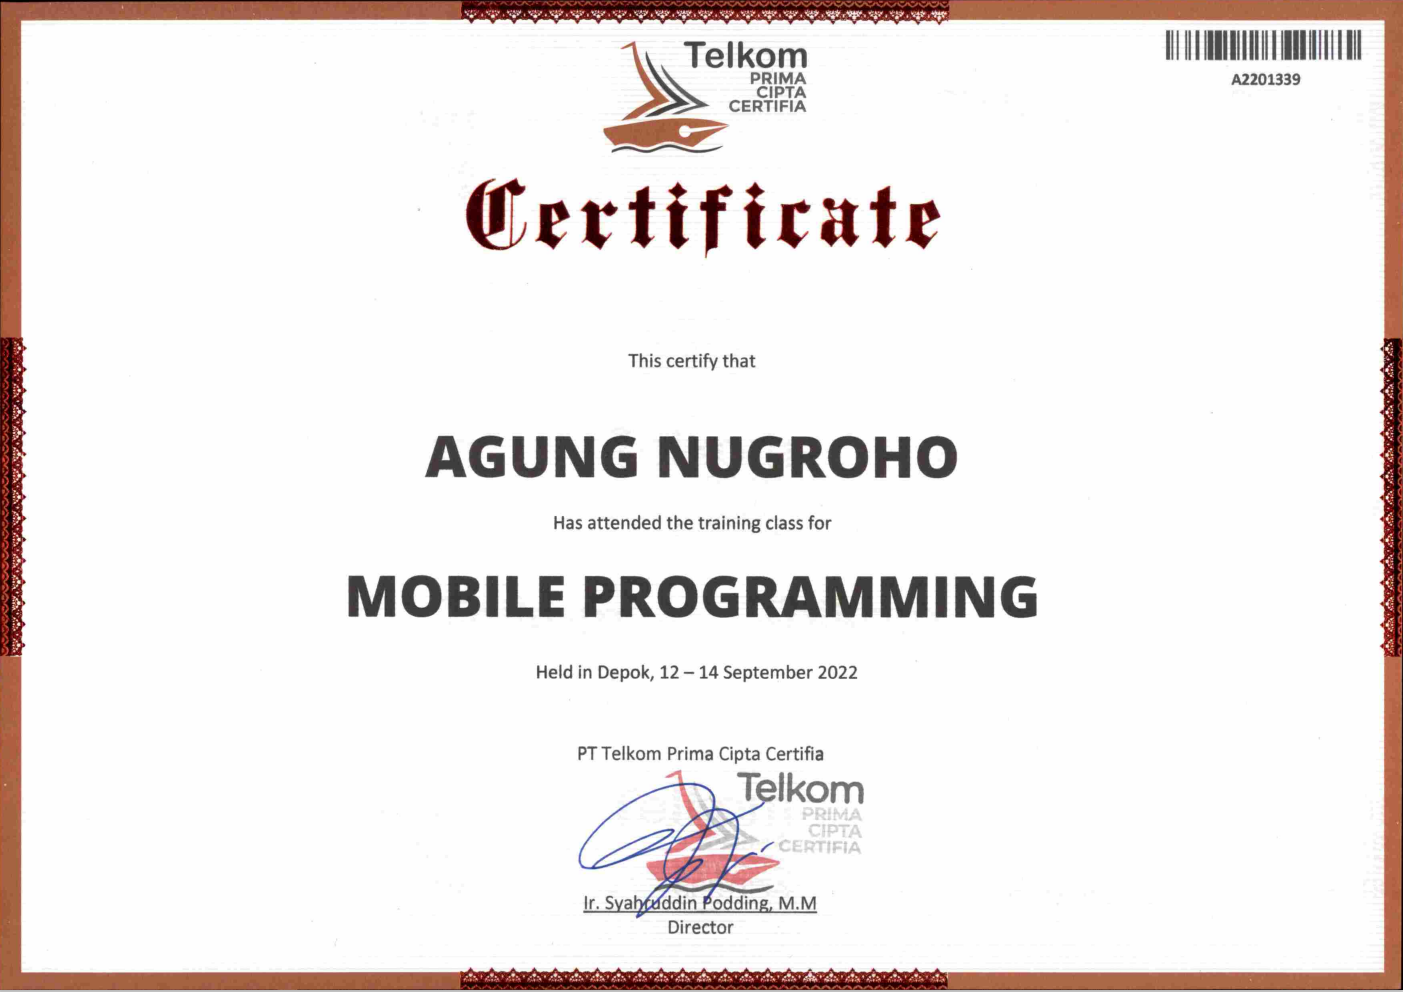 Telkom
PRIMA
CIPTA
CERTIFIA
A2201339
Certificate
This certify that
AGUNG NUGROHO
Has attended the training class for
MOBILE PROGRAMMING
Held in Depok, 12 – 14 September 2022
PT Telkom Prima Cipta Certifia
Telkom
PRIMA
CIPTA
CERTIFIA
Ir. Syahruddin Podding, M.M
Director